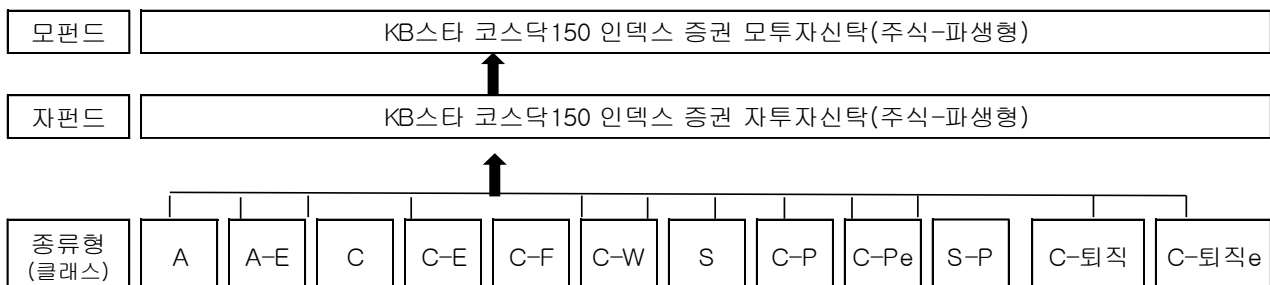 모펀드 KB스타 코스닥150 인덱스 증권 모투자신탁(주식-파생형)
자펀드 KB스타 코스닥150 인덱스 증권 자투자신탁(주식-파생형)
종류형
(클래스)
A A-E C C-E C-F C-W S C-P C-Pe S-P C-퇴직 C-퇴직e